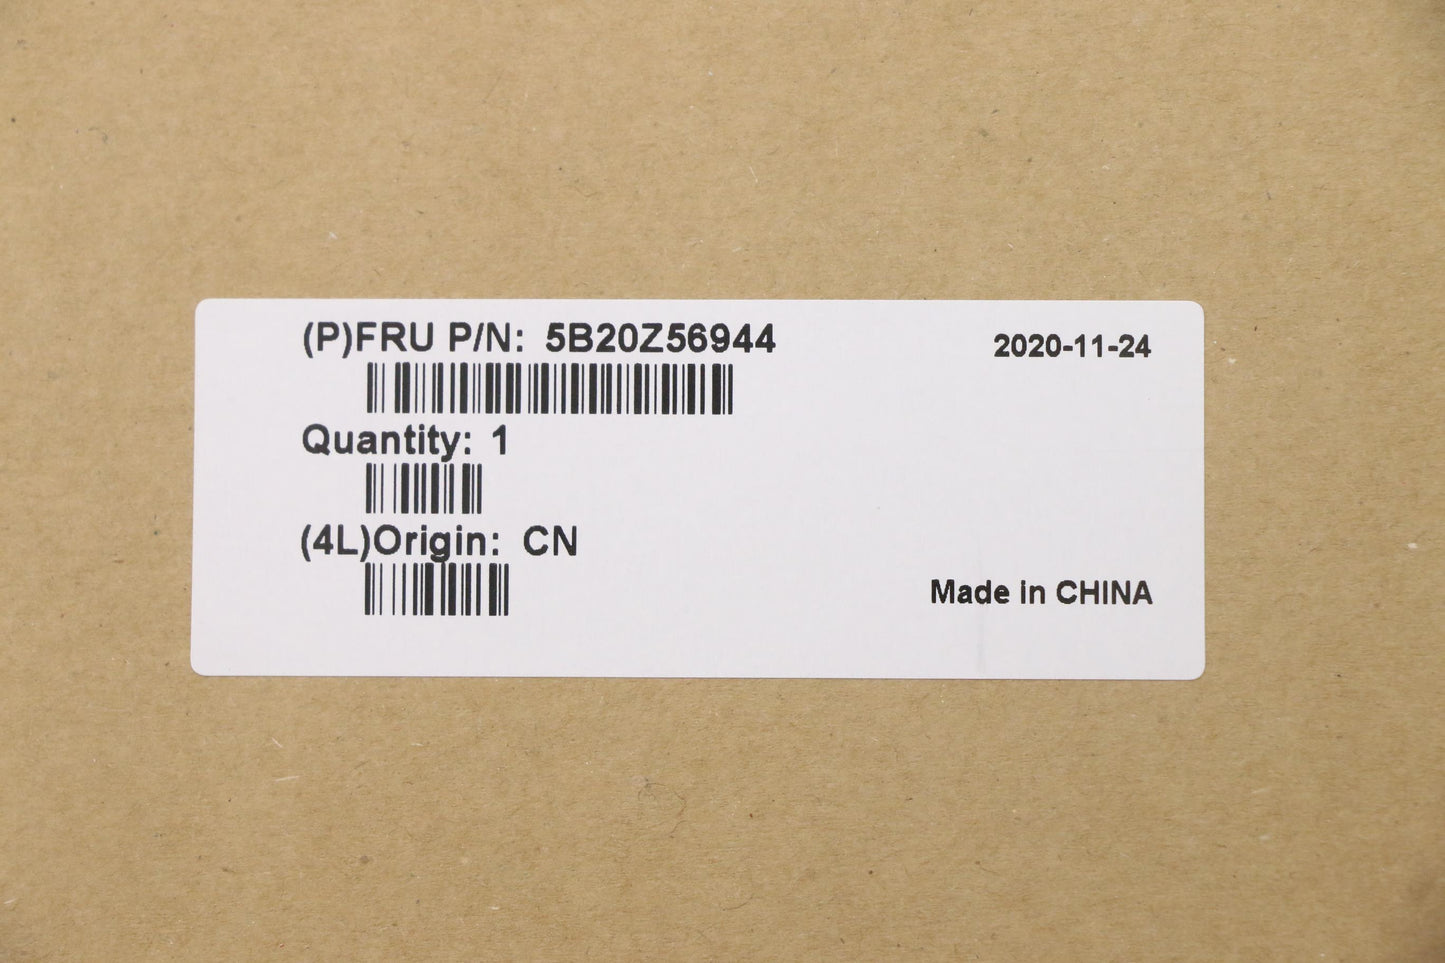 (P)FRU P/N: 5B20Z56944
2020-11-24
Quantity: 1
(4L)Origin: CN
Made in CHINA